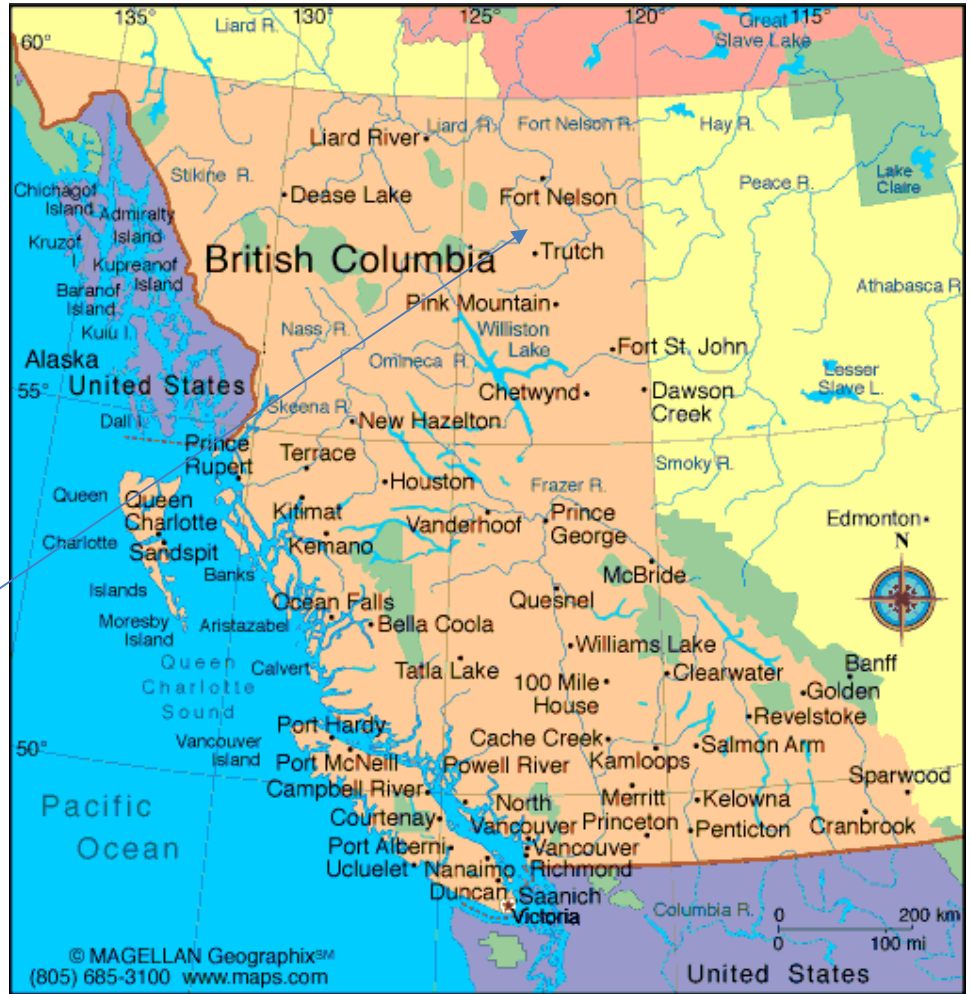 135°
130°
125°
120°
115°
60°
Liard R.
Great
Slave Lake
Liard River
Liard R.
Fort Nelson R.
Hay R.
Stikine R.
Dease Lake
Fort Nelson
Peace R.
Lake
Claire
Chichagof
Island
Admiralty
Island
Kruzof
I.
Kupreanof
Island
Baranof
Island
Kuiu I.
British Columbia
Trutch
Pink Mountain
Athabasca R
Nass R.
Williston
Lake
Omineca R.
Fort St. John
Alaska
United States
55°
Chetwynd
Dawson
Creek
Lesser
Slave L.
Dall I.
Skeena R.
New Hazelton
Prince
Rupert
Terrace
Smoky R.
Houston
Frazer R.
Queen
Charlotte
Islands
Queen
Charlotte
Sandspit
Kitimat
Kemano
Vanderhoof
Prince
George
Edmonton
N
Banks
McBride
Moresby
Island
Aristazabel
Ocean Falls
Bella Coola
Quesnel
Williams Lake
Queen
Charlotte
Sound
Calvert
Tatla Lake
100 Mile
House
Clearwater
Banff
Golden
Revelstoke
50°
Vancouver
Island
Port Hardy
Port McNeill
Cache Creek
Kamloops
Salmon Arm
Powell River
Campbell River
Sparwood
Pacific
Ocean
Courtenay
North
Vancouver
Merritt
Kelowna
Princeton
Penticton
Cranbrook
Port Alberni
Vancouver
Ucluelet
Nanaimo
Richmond
Duncan
Saanich
Victoria
Columbia R.
0 200 km
0 100 mi
© MAGELLAN Geographix℠
(805) 685-3100 www.maps.com
United States